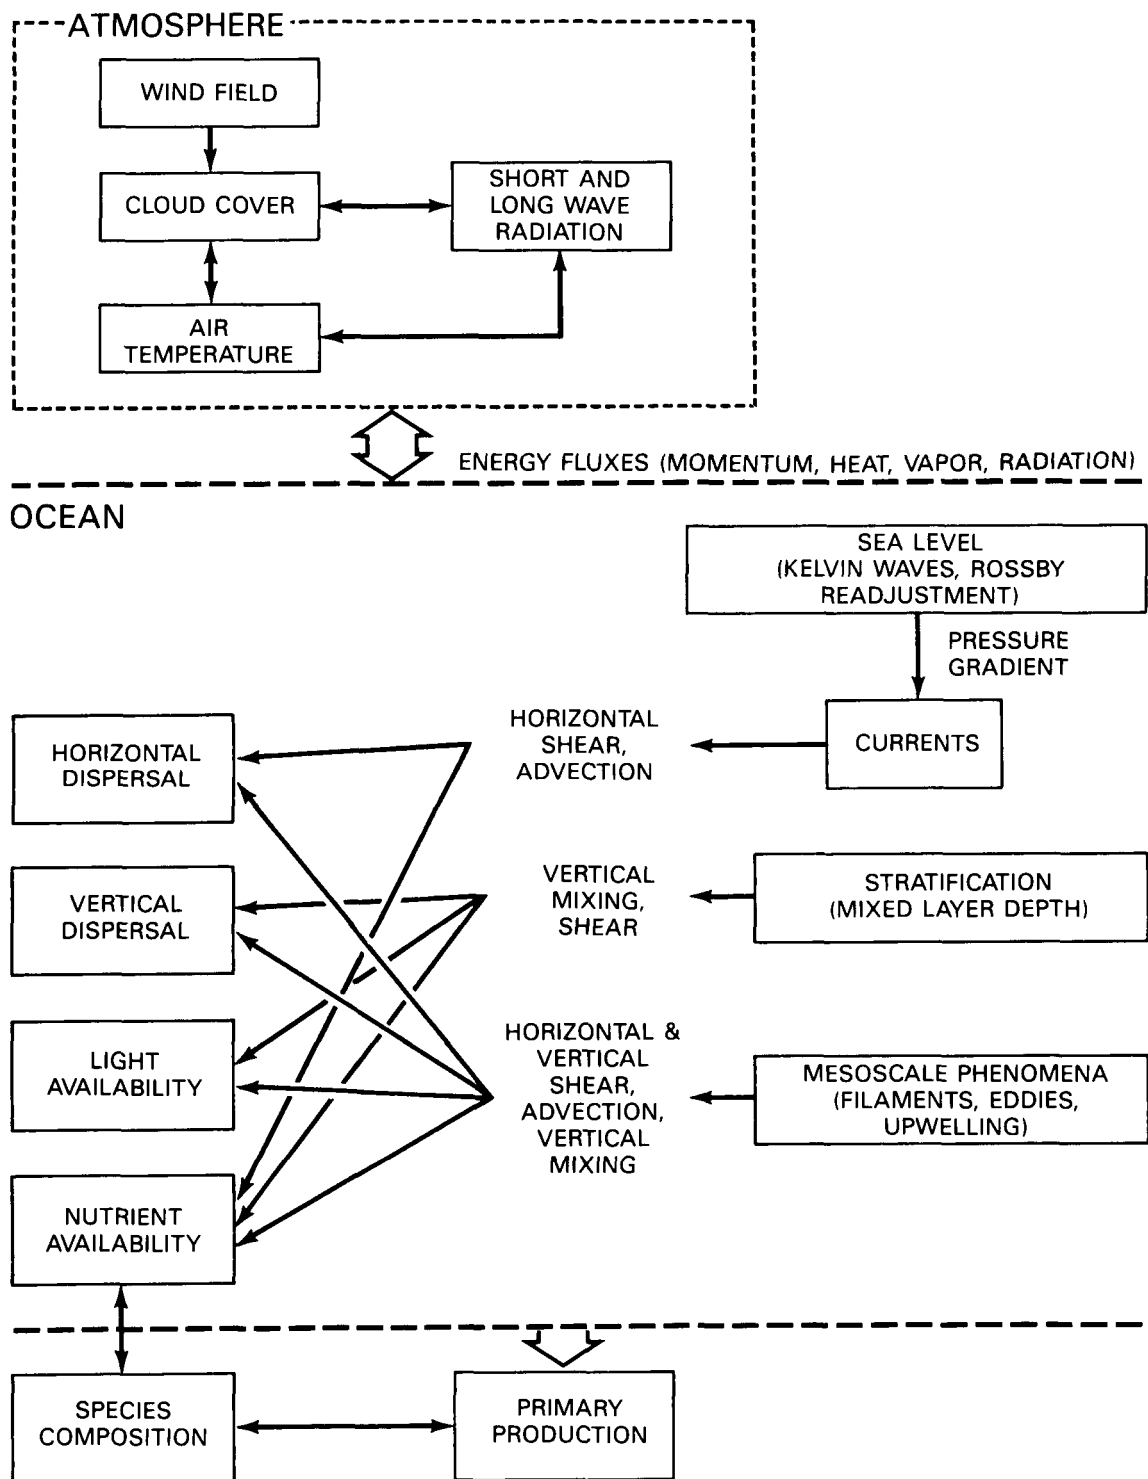 ATMOSPHERE
WIND FIELD
CLOUD COVER
SHORT AND
LONG WAVE
RADIATION
AIR
TEMPERATURE
ENERGY FLUXES (MOMENTUM, HEAT, VAPOR, RADIATION)
OCEAN
SEA LEVEL
(KELVIN WAVES, ROSSBY
READJUSTMENT)
PRESSURE
GRADIENT
HORIZONTAL
DISPERSAL
HORIZONTAL
SHEAR,
ADVECTION
CURRENTS
VERTICAL
DISPERSAL
VERTICAL
MIXING,
SHEAR
STRATIFICATION
(MIXED LAYER DEPTH)
LIGHT
AVAILABILITY
HORIZONTAL &
VERTICAL
SHEAR,
ADVECTION,
VERTICAL
MIXING
MESOSCALE PHENOMENA
(FILAMENTS, EDDIES,
UPWELLING)
NUTRIENT
AVAILABILITY
SPECIES
COMPOSITION
PRIMARY
PRODUCTION